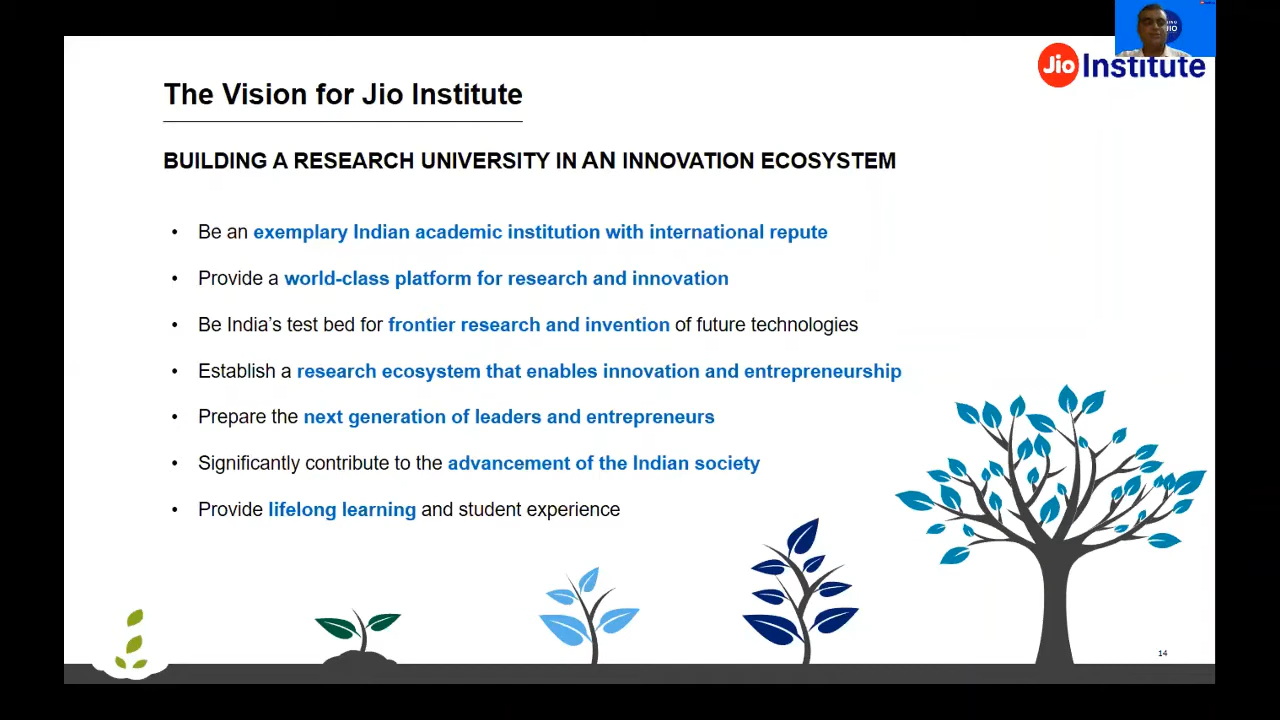 Jio Institute
The Vision for Jio Institute
BUILDING A RESEARCH UNIVERSITY IN AN INNOVATION ECOSYSTEM
• Be an exemplary Indian academic institution with international repute
• Provide a world-class platform for research and innovation
• Be India’s test bed for frontier research and invention of future technologies
• Establish a research ecosystem that enables innovation and entrepreneurship
• Prepare the next generation of leaders and entrepreneurs
• Significantly contribute to the advancement of the Indian society
• Provide lifelong learning and student experience
14